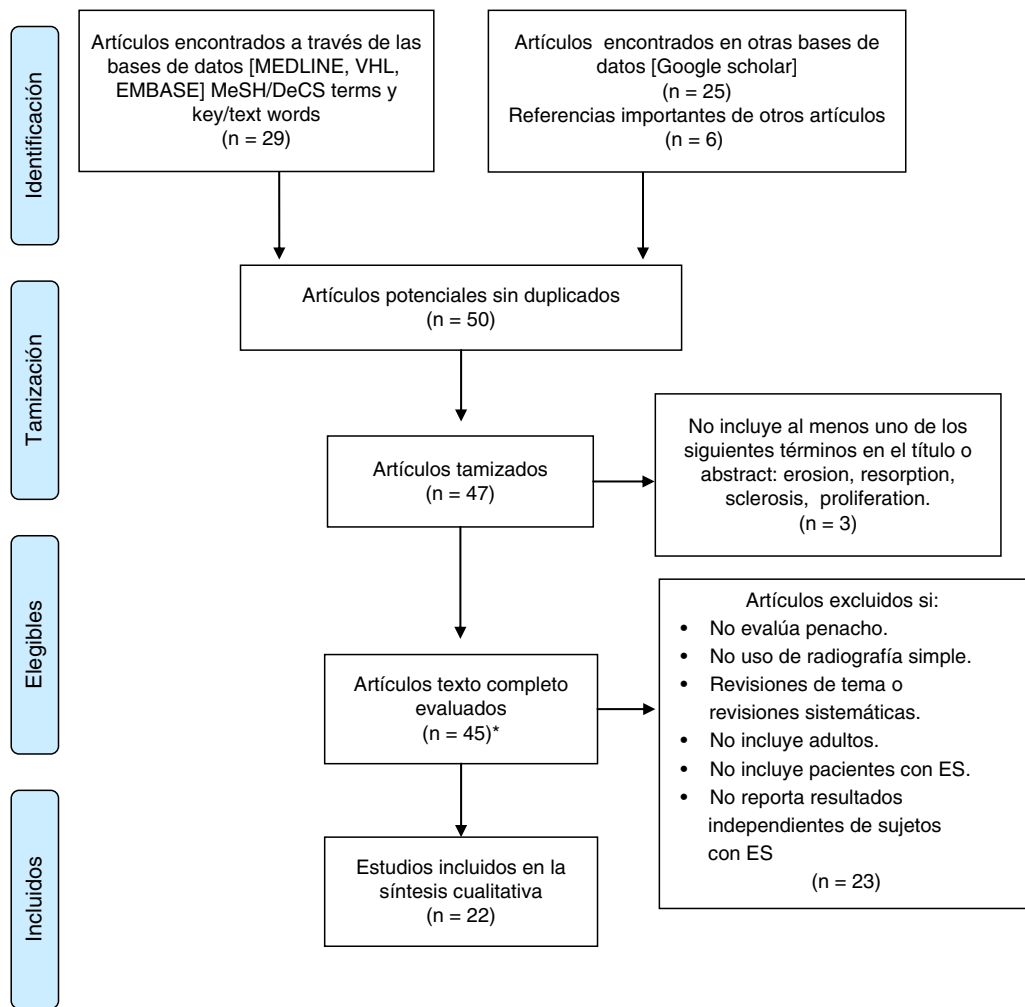 Identificación
Artículos encontrados a través de las
bases de datos [MEDLINE, VHL,
EMBASE] MeSH/DeCS terms y
key/text words
(n = 29)
Artículos encontrados en otras bases de
datos [Google scholar]
(n = 25)
Referencias importantes de otros artículos
(n = 6)
Tamización
Artículos potenciales sin duplicados
(n = 50)
Artículos tamizados
(n = 47)
No incluye al menos uno de los
siguientes términos en el título o
abstract: erosion, resorption,
sclerosis, proliferation.
(n = 3)
Elegibles
Artículos texto completo
evaluados
(n = 45)*
Artículos excluidos si:
• No evalúa penacho.
• No uso de radiografía simple.
• Revisiones de tema o
revisiones sistemáticas.
• No incluye adultos.
• No incluye pacientes con ES.
• No reporta resultados
independientes de sujetos
con ES
(n = 23)
Incluidos
Estudios incluidos en la
síntesis cualitativa
(n = 22)